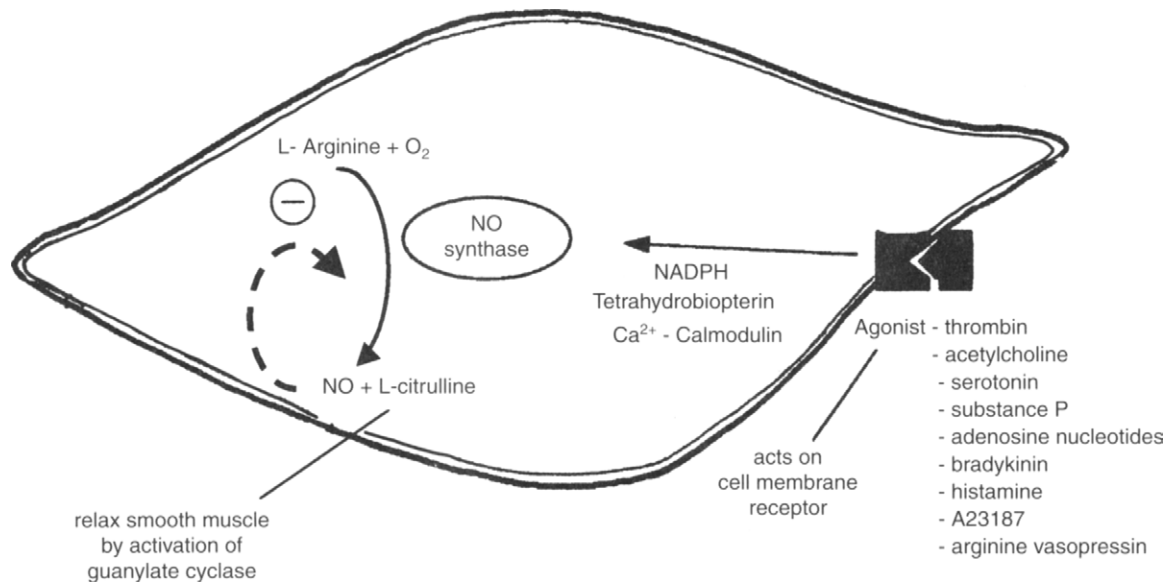 L- Arginine + O₂
−
NO
synthase
NADPH
Tetrahydrobiopterin
Ca²⁺ - Calmodulin
NO + L-citrulline
relax smooth muscle
by activation of
guanylate cyclase
acts on
cell membrane
receptor
Agonist - thrombin
- acetylcholine
- serotonin
- substance P
- adenosine nucleotides
- bradykinin
- histamine
- A23187
- arginine vasopressin